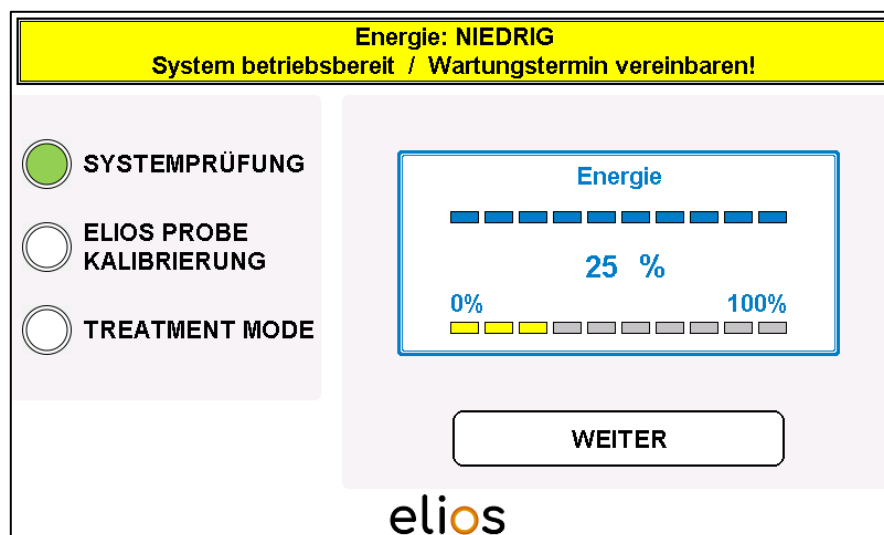 Energie: NIEDRIG
System betriebsbereit / Wartungstermin vereinbaren!
SYSTEMPRÜFUNG
ELIOS PROBE
KALIBRIERUNG
TREATMENT MODE
Energie
25 %
0% 100%
WEITER
elios